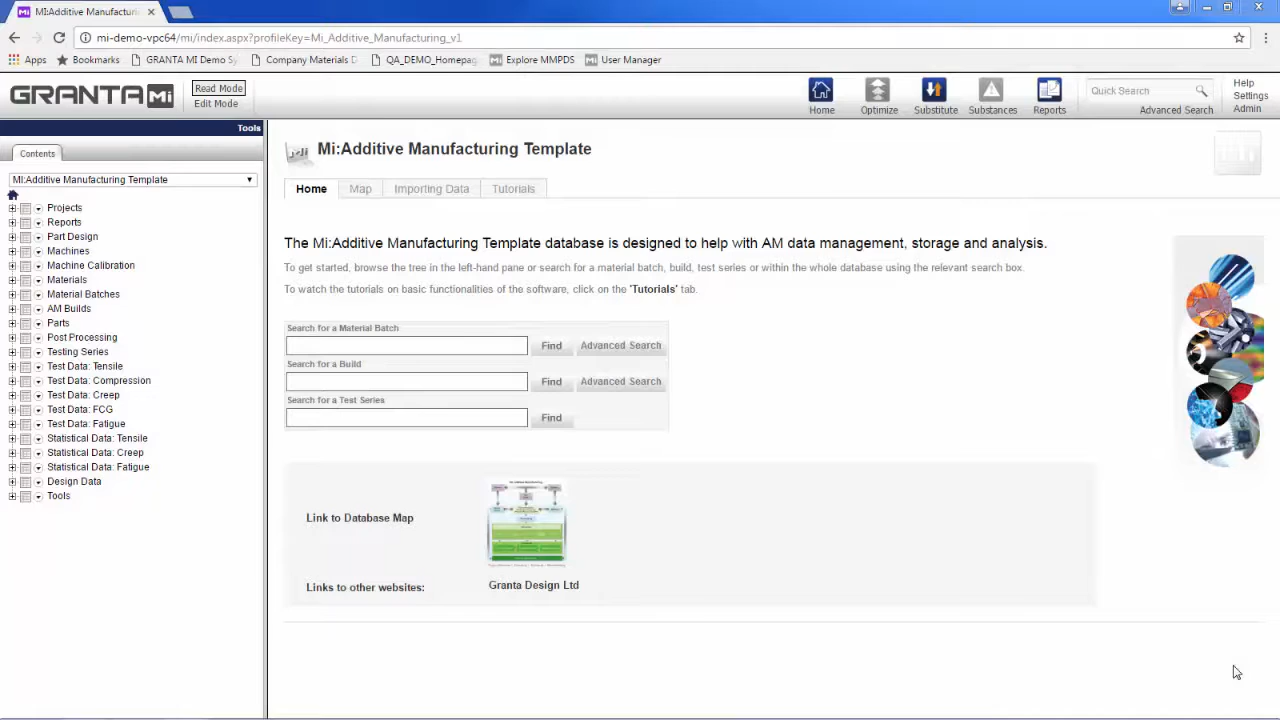 Mi:Additive Manufacturi
mi-demo-vpc64/mi/index.aspx?profileKey=Mi_Additive_Manufacturing_v1
Apps Bookmarks GRANTA MI Demo Sy Company Materials D QA_DEMO_Homepag Explore MMPDS User Manager
GRANTA Mi
Read Mode
Edit Mode
Home Optimize Substitute Substances Reports
Quick Search
Advanced Search
Help
Settings
Admin
Tools
Contents
MI:Additive Manufacturing Template
Projects
Reports
Part Design
Machines
Machine Calibration
Materials
Material Batches
AM Builds
Parts
Post Processing
Testing Series
Test Data: Tensile
Test Data: Compression
Test Data: Creep
Test Data: FCG
Test Data: Fatigue
Statistical Data: Tensile
Statistical Data: Creep
Statistical Data: Fatigue
Design Data
Tools
Mi:Additive Manufacturing Template
Home Map Importing Data Tutorials
The Mi:Additive Manufacturing Template database is designed to help with AM data management, storage and analysis.
To get started, browse the tree in the left-hand pane or search for a material batch, build, test series or within the whole database using the relevant search box.
To watch the tutorials on basic functionalities of the software, click on the 'Tutorials' tab.
Search for a Material Batch
Find Advanced Search
Search for a Build
Find Advanced Search
Search for a Test Series
Find
Link to Database Map
Links to other websites: Granta Design Ltd